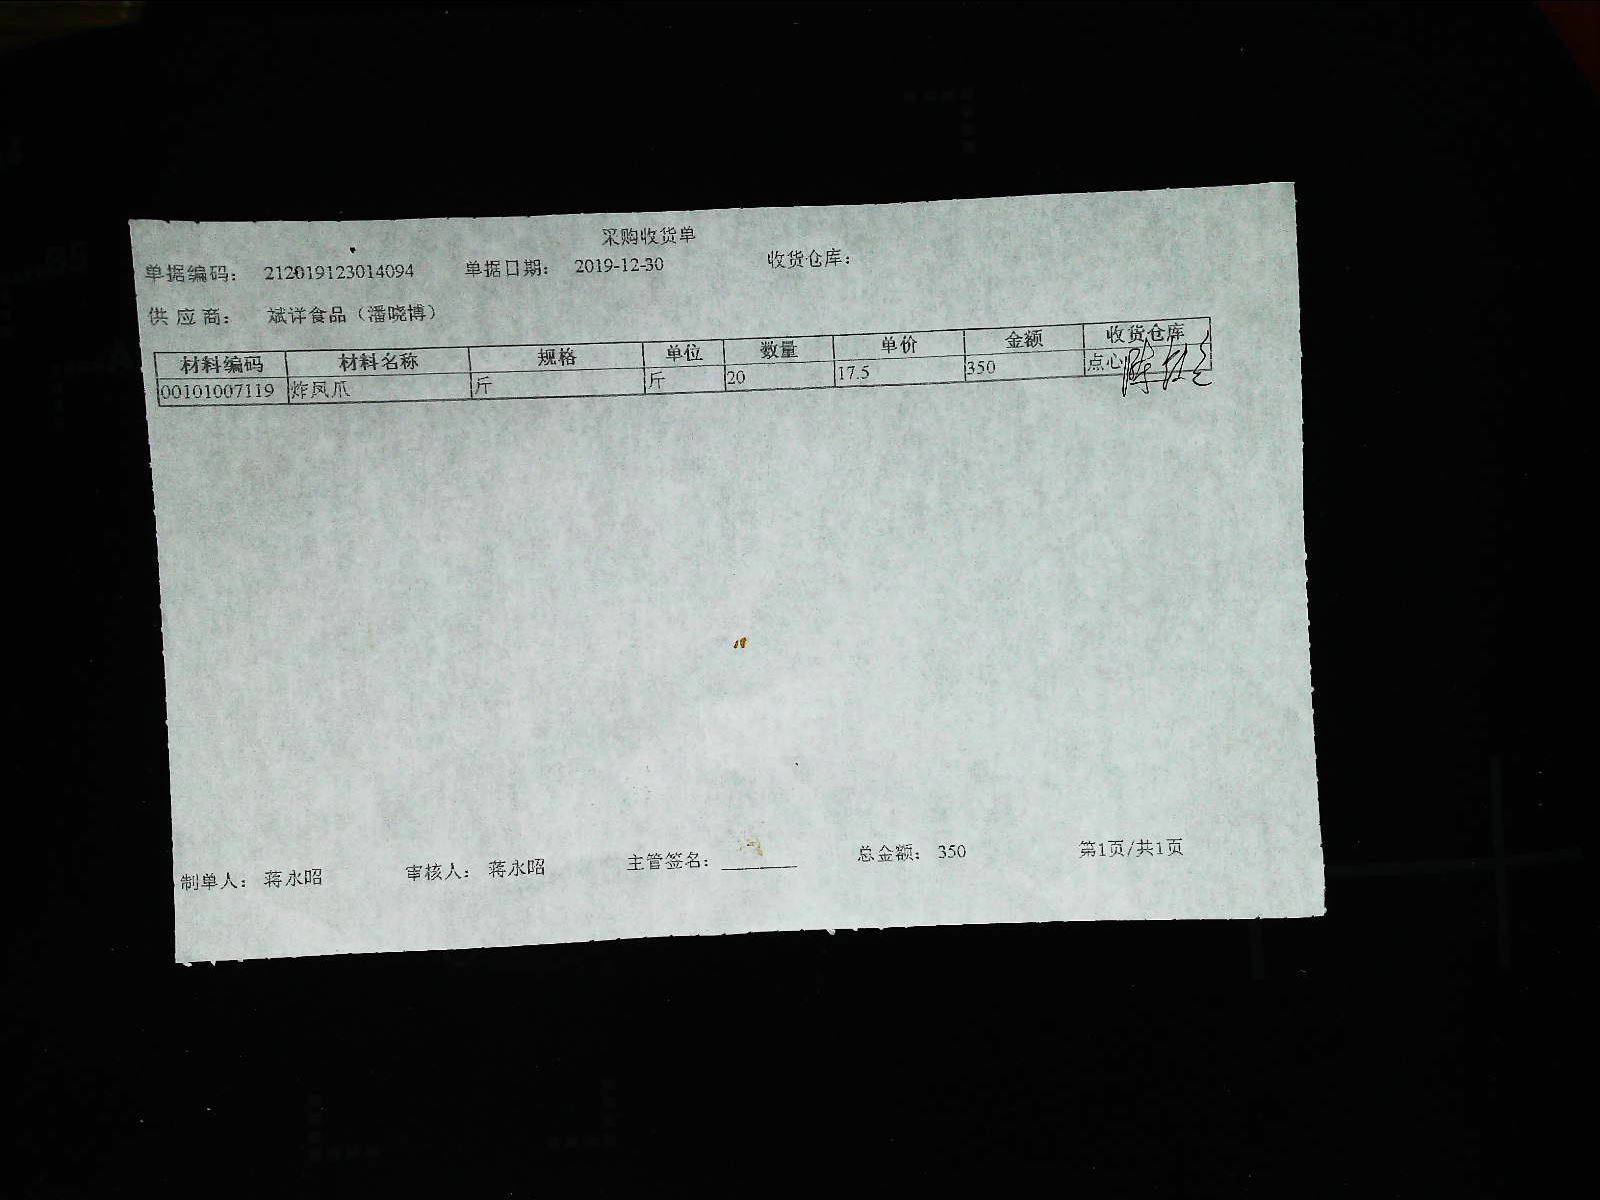 采购收货单
单据编码: 212019123014094 单据日期: 2019-12-30 收货仓库:
供应商: 斌详食品（潘晓博）
材料编码 材料名称 规格 单位 数量 单价 金额 收货仓库
00101007119 炸凤爪 斤 斤 20 17.5 350 点心
制单人: 蒋永昭 审核人: 蒋永昭 主管签名: 总金额: 350 第1页/共1页